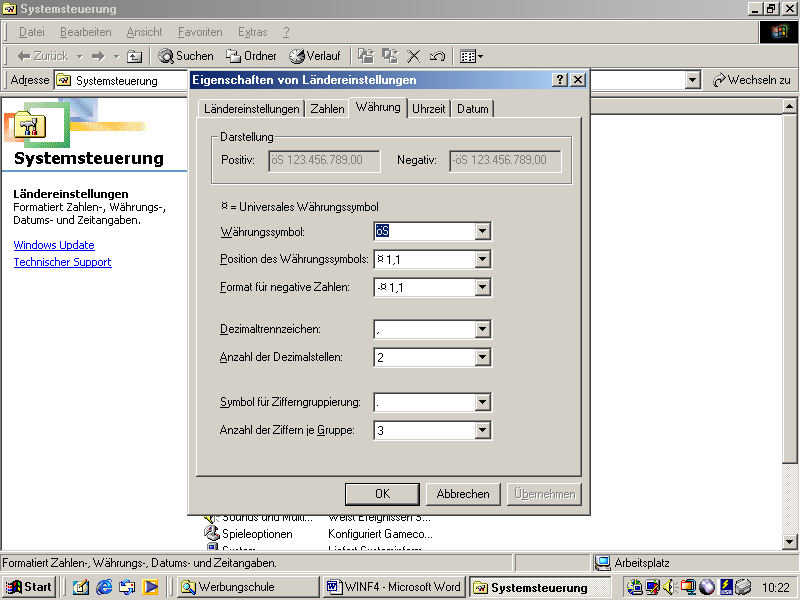 Systemsteuerung
Datei Bearbeiten Ansicht Favoriten Extras ?
Zurück Suchen Ordner Verlauf
Adresse Systemsteuerung Wechseln zu
Eigenschaften von Ländereinstellungen
Ländereinstellungen Zahlen Währung Uhrzeit Datum
Darstellung
Positiv: öS 123.456.789,00 Negativ: -öS 123.456.789,00
¤ = Universales Währungssymbol
Währungssymbol: öS
Position des Währungssymbols: ¤ 1,1
Format für negative Zahlen: -¤ 1,1
Dezimaltrennzeichen: ,
Anzahl der Dezimalstellen: 2
Symbol für Zifferngruppierung: .
Anzahl der Ziffern je Gruppe: 3
OK Abbrechen Übernehmen
Systemsteuerung
Ländereinstellungen
Formatiert Zahlen-, Währungs-,
Datums- und Zeitangaben.
Windows Update
Technischer Support
Sounds und Multi... Weist Ereignissen S...
Spieleoptionen Konfiguriert Gameco...
System Liefert Systeminform...
Formatiert Zahlen-, Währungs-, Datums- und Zeitangaben. Arbeitsplatz
Start Werbungschule WINF4 - Microsoft Word Systemsteuerung 10:22